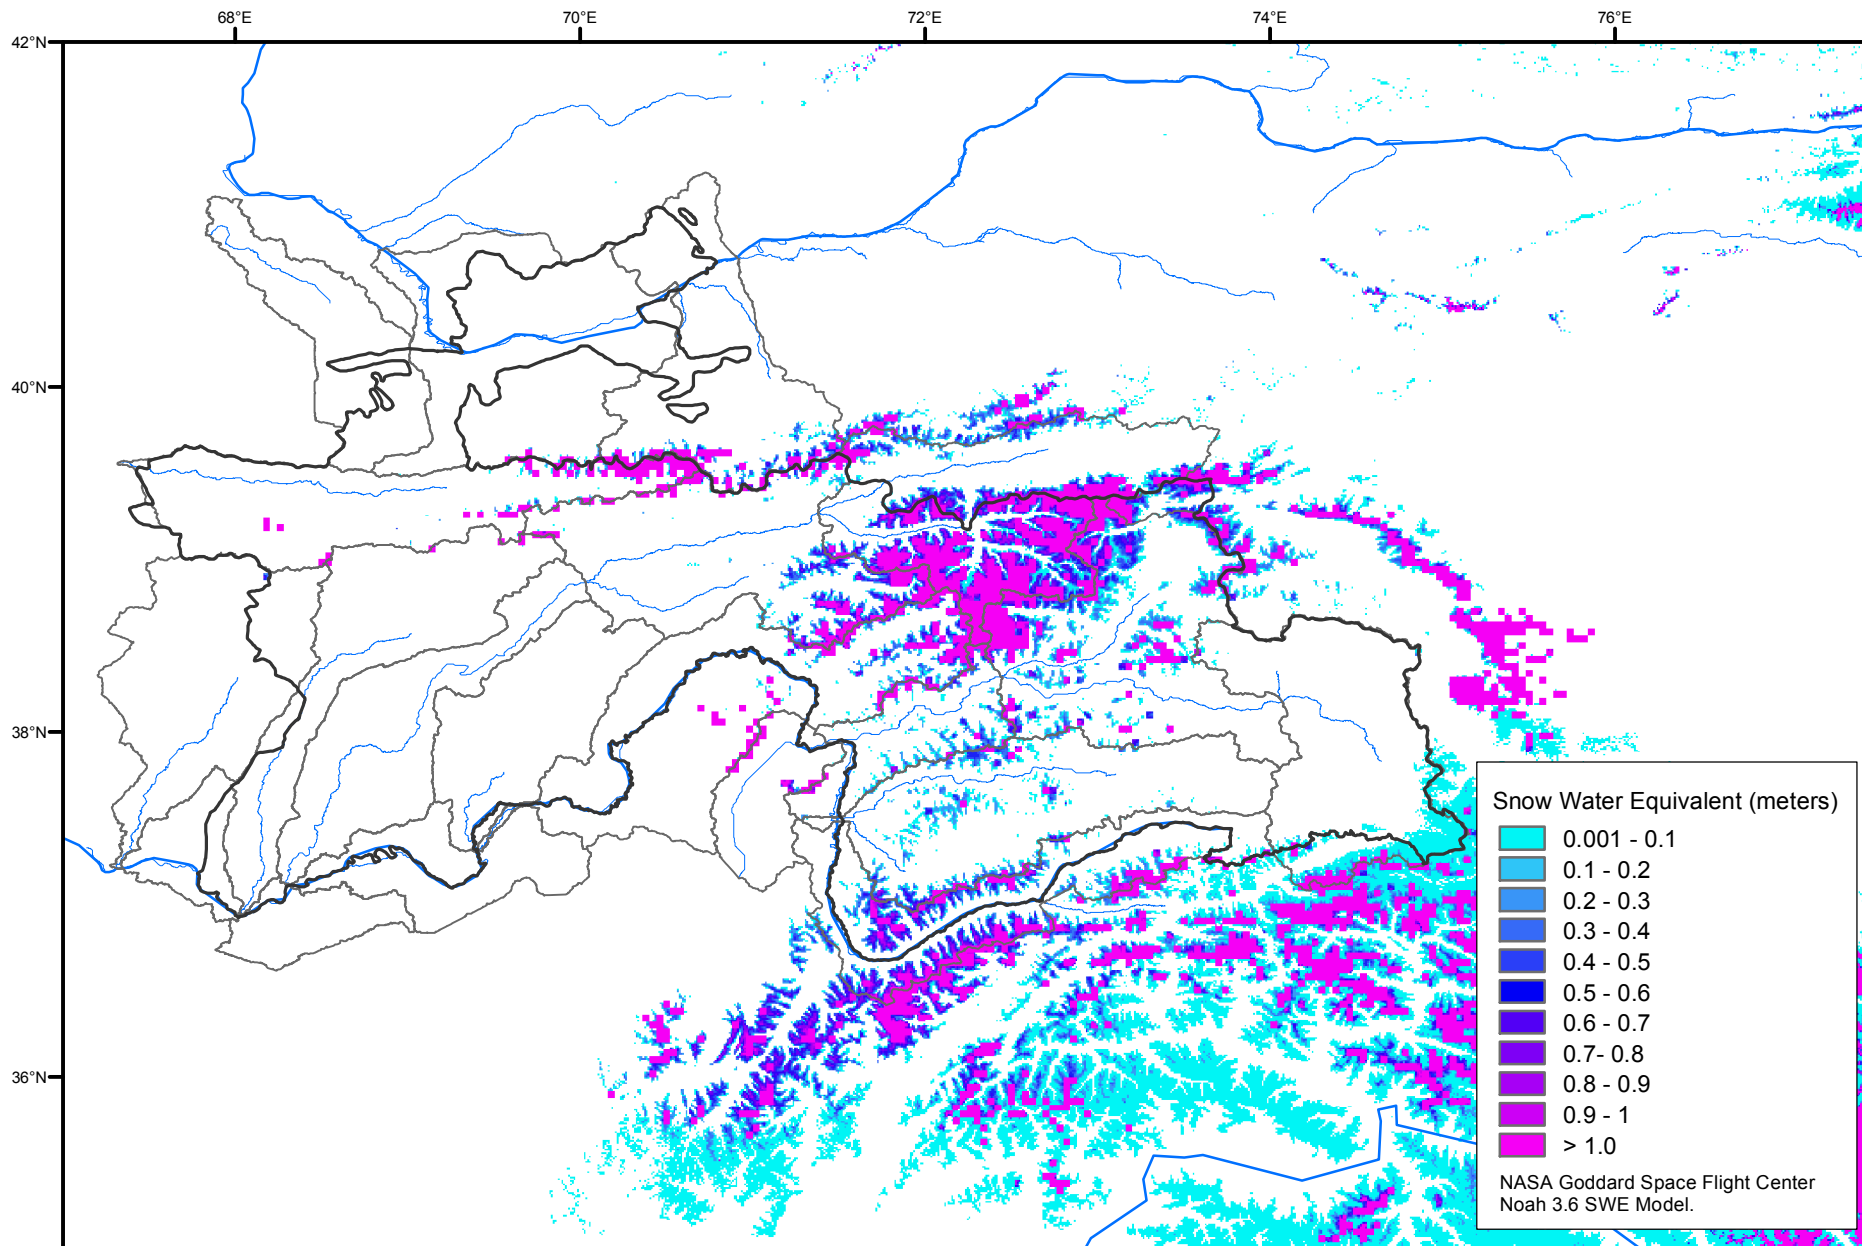 68°E 70°E 72°E 74°E 76°E
42°N
40°N
38°N
36°N
Snow Water Equivalent (meters)
0.001 - 0.1
0.1 - 0.2
0.2 - 0.3
0.3 - 0.4
0.4 - 0.5
0.5 - 0.6
0.6 - 0.7
0.7- 0.8
0.8 - 0.9
0.9 - 1
> 1.0
NASA Goddard Space Flight Center
Noah 3.6 SWE Model.